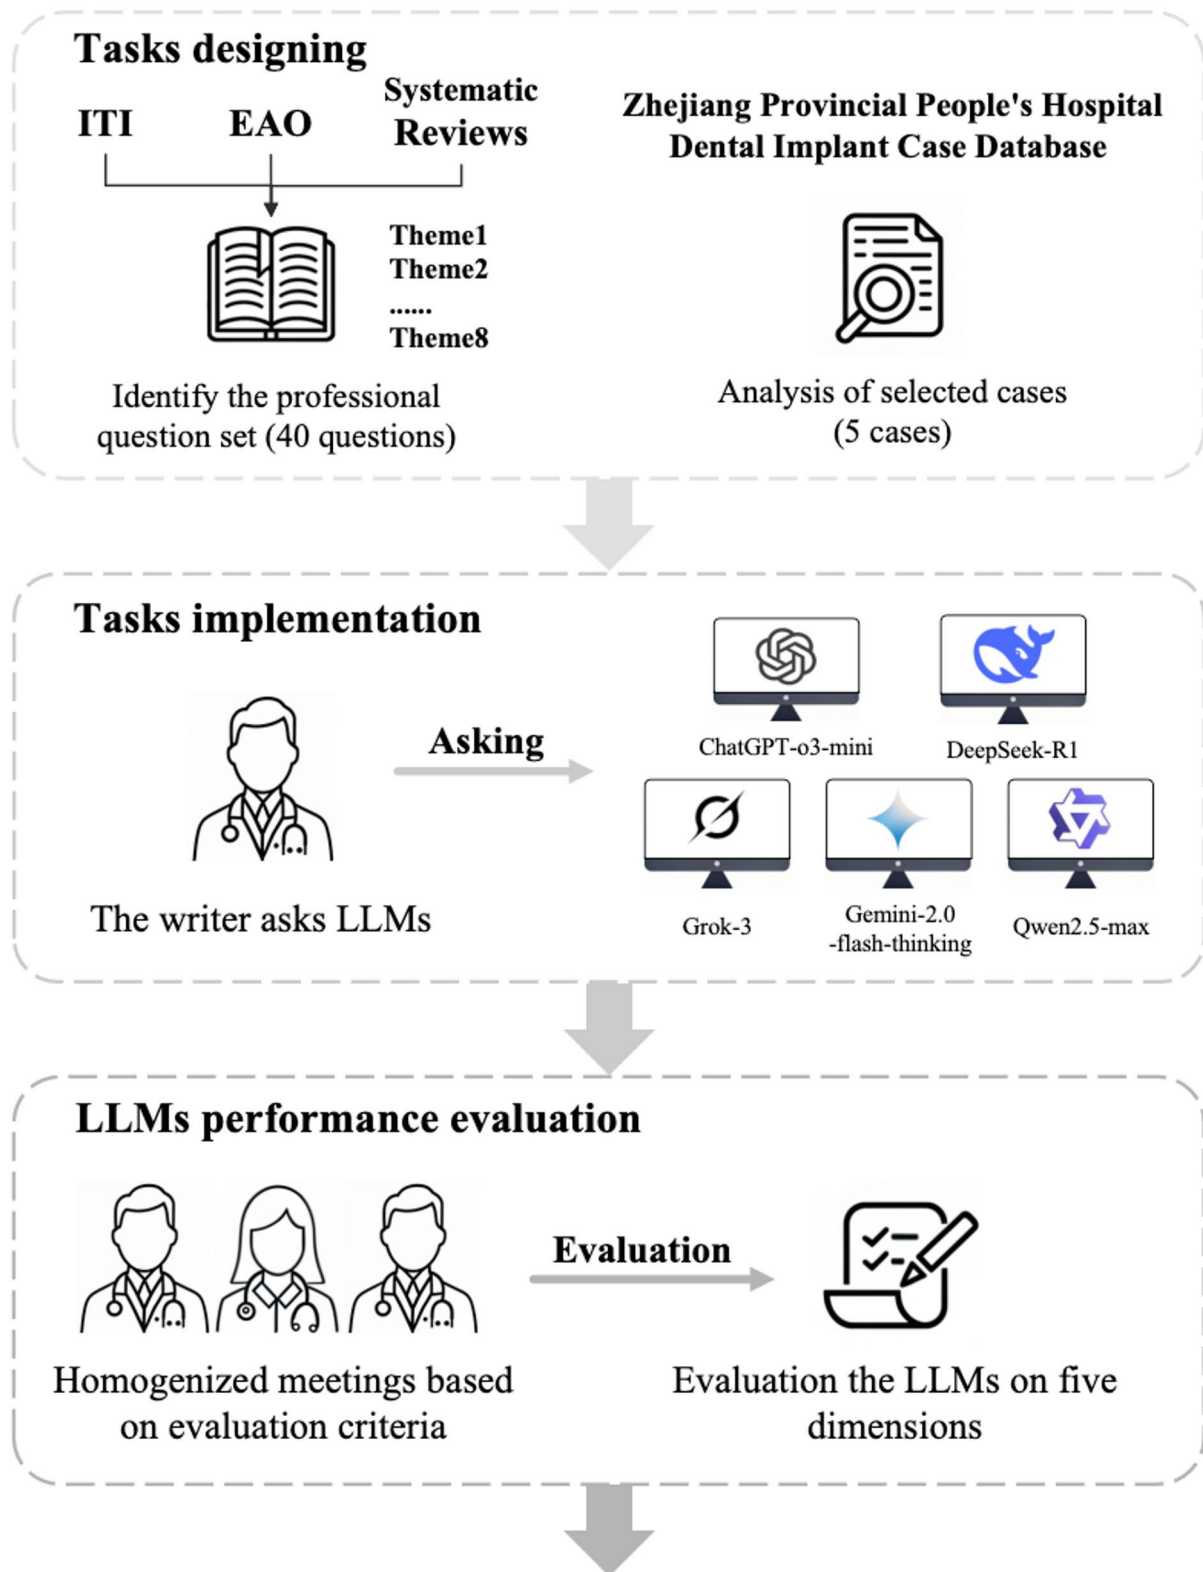 Tasks designing
ITI
EAO
Systematic
Reviews
Theme1
Theme2
......
Theme8
Identify the professional
question set (40 questions)
Zhejiang Provincial People's Hospital
Dental Implant Case Database
Analysis of selected cases
(5 cases)
Tasks implementation
The writer asks LLMs
Asking
ChatGPT-o3-mini
DeepSeek-R1
Grok-3
Gemini-2.0
-flash-thinking
Qwen2.5-max
LLMs performance evaluation
Homogenized meetings based
on evaluation criteria
Evaluation
Evaluation the LLMs on five
dimensions